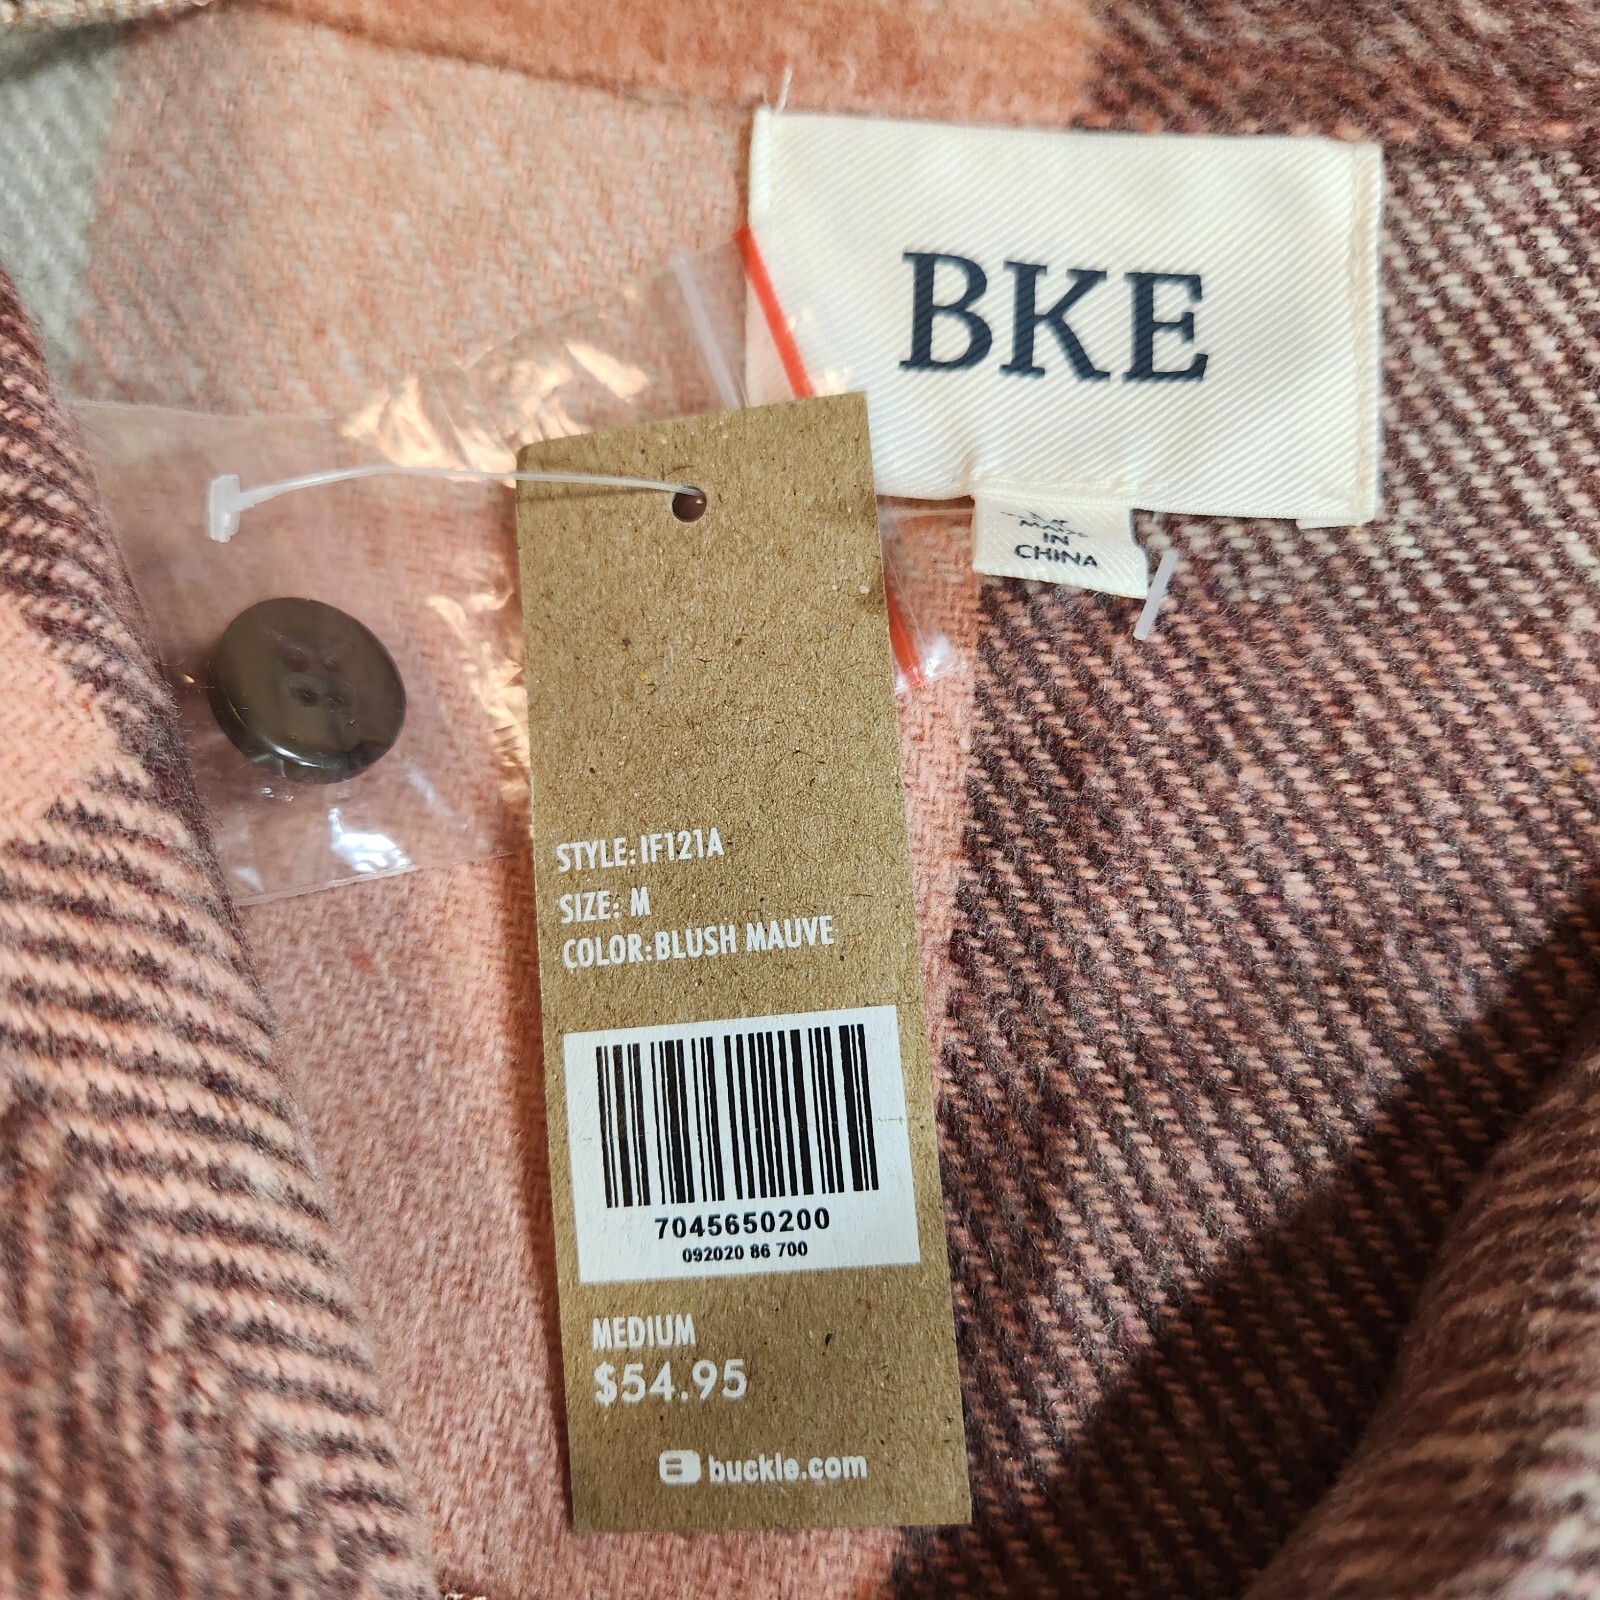 BKE
M
MADE
IN
CHINA
STYLE: IF121A
SIZE: M
COLOR: BLUSH MAUVE
7045650200
092020 86 700
MEDIUM
$54.95
B buckle.com